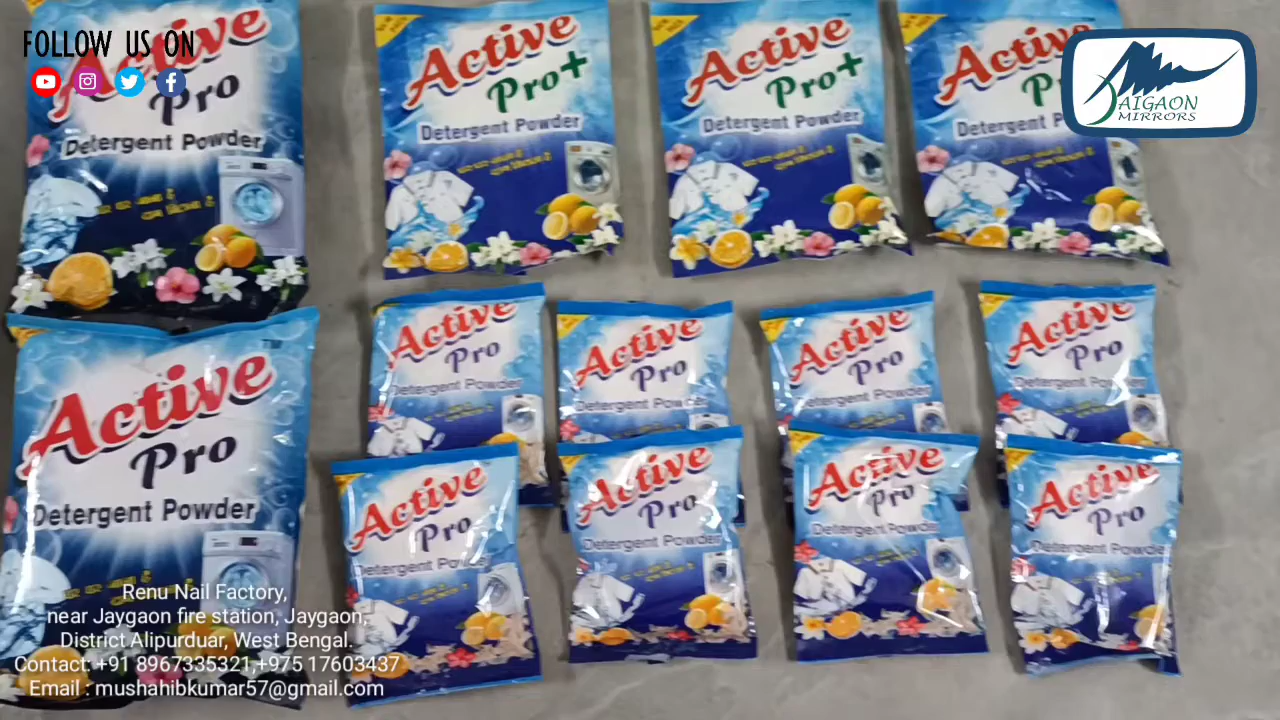 FOLLOW US ON
Active
Pro
Detergent Powder
Active
Pro+
Detergent Powder
Active
Pro+
Detergent Powder
Active
Pr
Detergent P
JAIGAON
MIRRORS
Active
Pro
Detergent Powder
Active
Pro
Detergent Powder
Active
Pro
Detergent Powder
Active
Pro
Detergent Powder
TM
Active
Pro
Detergent Powder
Active
Pro
Detergent Powder
Active
Pro
Detergent Powder
Active
Pro
Detergent Powder
Active
Pro
Detergent Powder
Renu Nail Factory,
near Jaygaon fire station, Jaygaon,
District Alipurduar, West Bengal.
Contact: +91 8967335321,+975 17603437
Email : mushahibkumar57@gmail.com